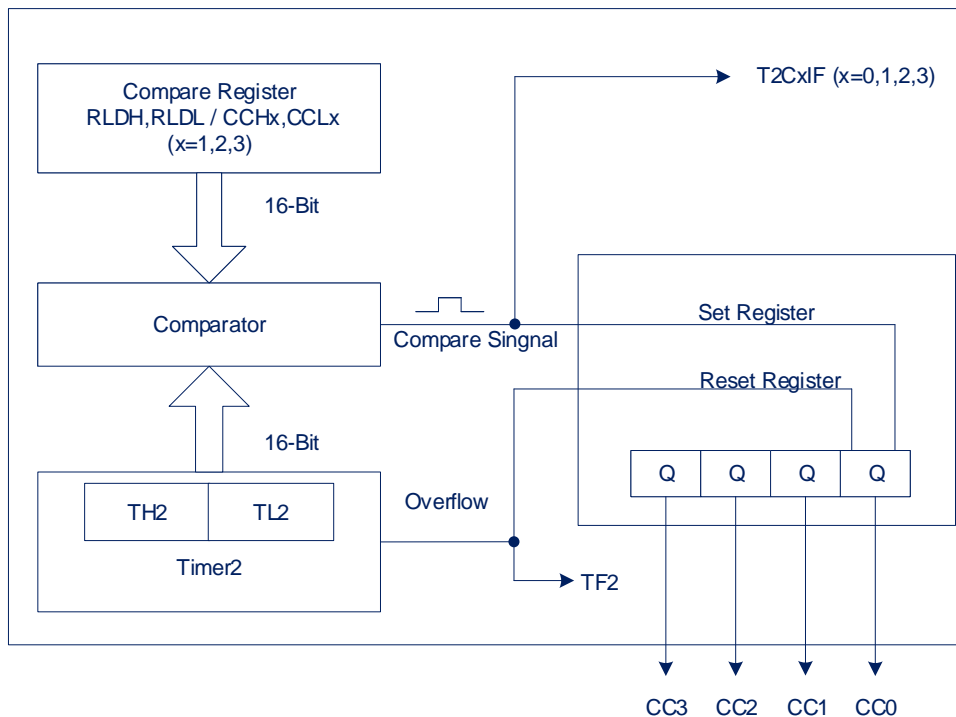 Compare Register
RLDH,RLDL / CCHx,CCLx
(x=1,2,3)
T2CxIF (x=0,1,2,3)
16-Bit
Comparator
Compare Singnal
Set Register
Reset Register
16-Bit
TH2 TL2
Timer2
Overflow
TF2
Q Q Q Q
CC3 CC2 CC1 CC0